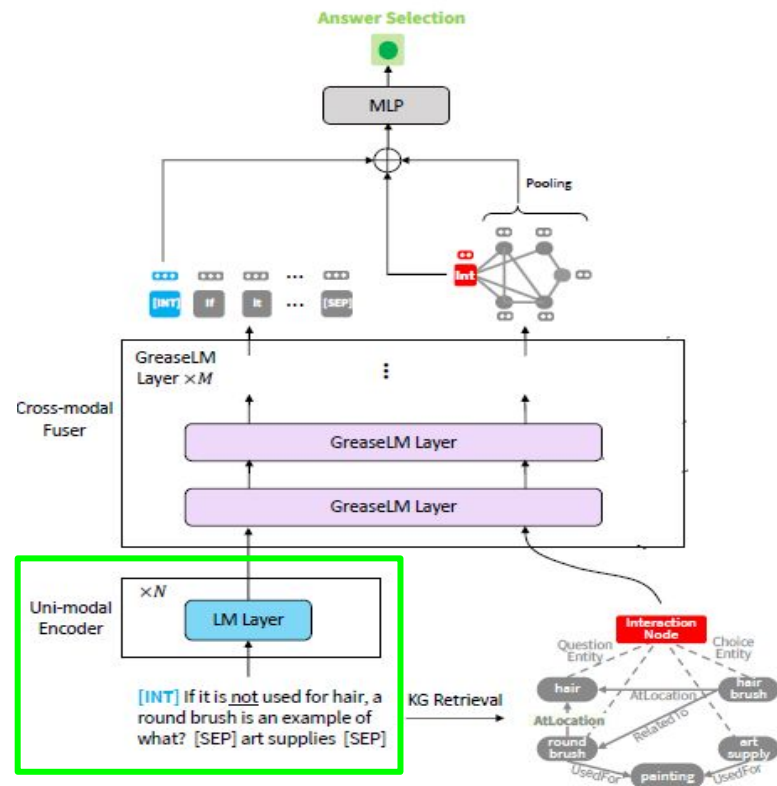 Answer Selection
MLP
Pooling
[INT] If It ... [SEP]
Int
GreaseLM
Layer ×M
⋮
Cross-modal
Fuser
GreaseLM Layer
GreaseLM Layer
×N
Uni-modal
Encoder
LM Layer
[INT] If it is not used for hair, a
round brush is an example of
what? [SEP] art supplies [SEP]
KG Retrieval
Interaction
Node
Question
Entity
Choice
Entity
hair
hair
brush
AtLocation
AtLocation
RelatedTo
round
brush
art
supply
UsedFor
painting
UsedFor